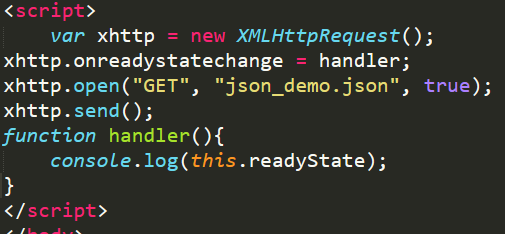 <script>
var xhttp = new XMLHttpRequest();
xhttp.onreadystatechange = handler;
xhttp.open("GET", "json_demo.json", true);
xhttp.send();
function handler(){
console.log(this.readyState);
}
</script>
</body>